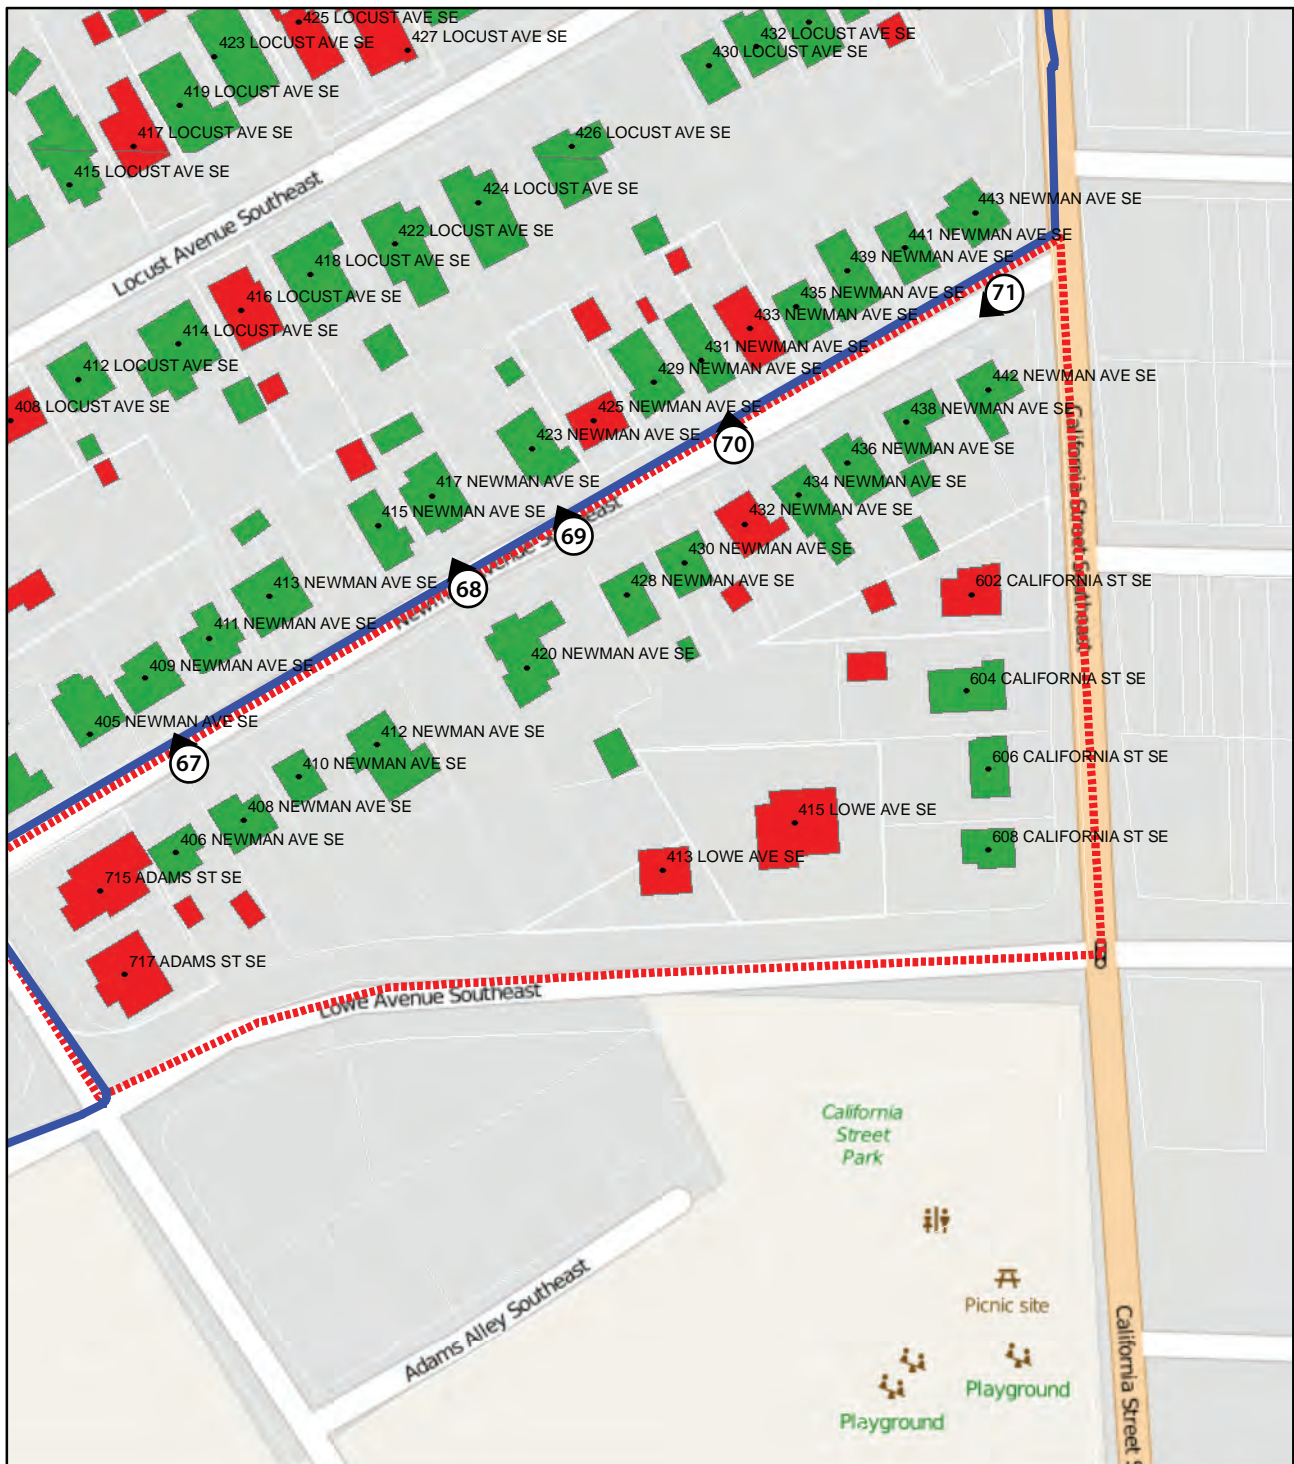 425 LOCUST AVE SE
423 LOCUST AVE SE
427 LOCUST AVE SE
432 LOCUST AVE SE
430 LOCUST AVE SE
419 LOCUST AVE SE
417 LOCUST AVE SE
426 LOCUST AVE SE
415 LOCUST AVE SE
424 LOCUST AVE SE
Locust Avenue Southeast
443 NEWMAN AVE SE
422 LOCUST AVE SE
441 NEWMAN AVE SE
439 NEWMAN AVE SE
418 LOCUST AVE SE
435 NEWMAN AVE SE
71
416 LOCUST AVE SE
433 NEWMAN AVE SE
414 LOCUST AVE SE
431 NEWMAN AVE SE
412 LOCUST AVE SE
429 NEWMAN AVE SE
442 NEWMAN AVE SE
408 LOCUST AVE SE
425 NEWMAN AVE SE
438 NEWMAN AVE SE
423 NEWMAN AVE SE
70
436 NEWMAN AVE SE
California Street Southeast
417 NEWMAN AVE SE
434 NEWMAN AVE SE
415 NEWMAN AVE SE
432 NEWMAN AVE SE
69
430 NEWMAN AVE SE
413 NEWMAN AVE SE
68
428 NEWMAN AVE SE
602 CALIFORNIA ST SE
411 NEWMAN AVE SE
420 NEWMAN AVE SE
409 NEWMAN AVE SE
604 CALIFORNIA ST SE
405 NEWMAN AVE SE
412 NEWMAN AVE SE
67
410 NEWMAN AVE SE
606 CALIFORNIA ST SE
408 NEWMAN AVE SE
415 LOWE AVE SE
406 NEWMAN AVE SE
608 CALIFORNIA ST SE
413 LOWE AVE SE
715 ADAMS ST SE
717 ADAMS ST SE
Lowe Avenue Southeast
California
Street
Park
Adams Alley Southeast
Picnic site
California Street S
Playground
Playground